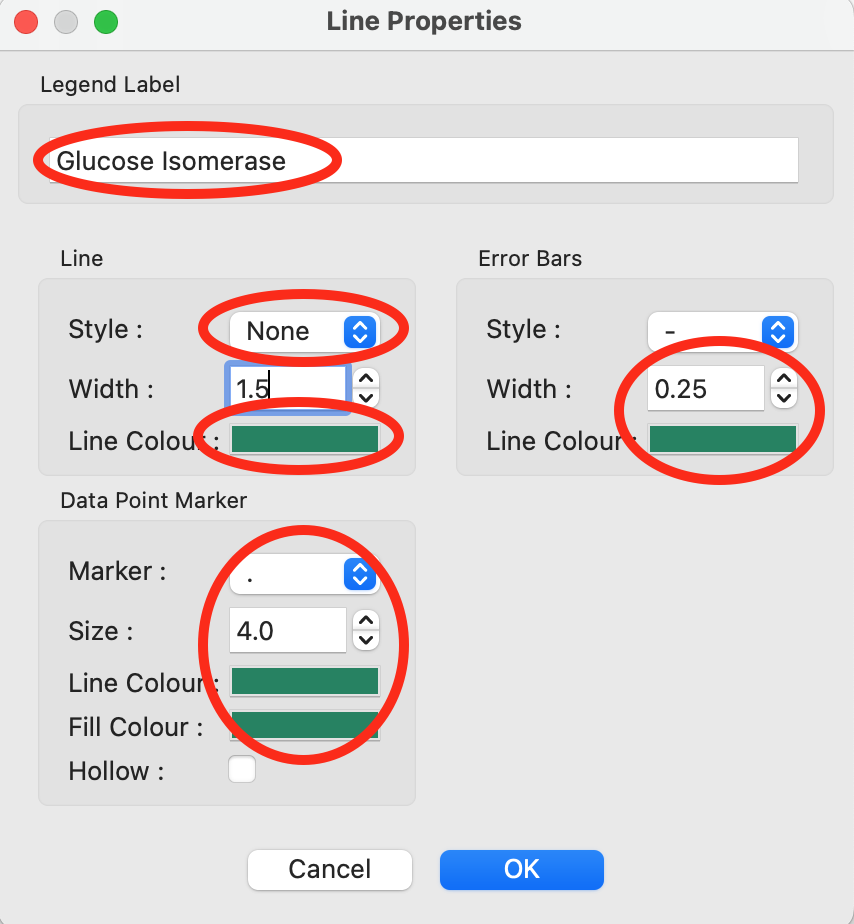 Line Properties
Legend Label
Glucose Isomerase
Line
Style : None
Width : 1.5
Line Colour :
Error Bars
Style : -
Width : 0.25
Line Colour :
Data Point Marker
Marker : .
Size : 4.0
Line Colour :
Fill Colour :
Hollow :
Cancel OK